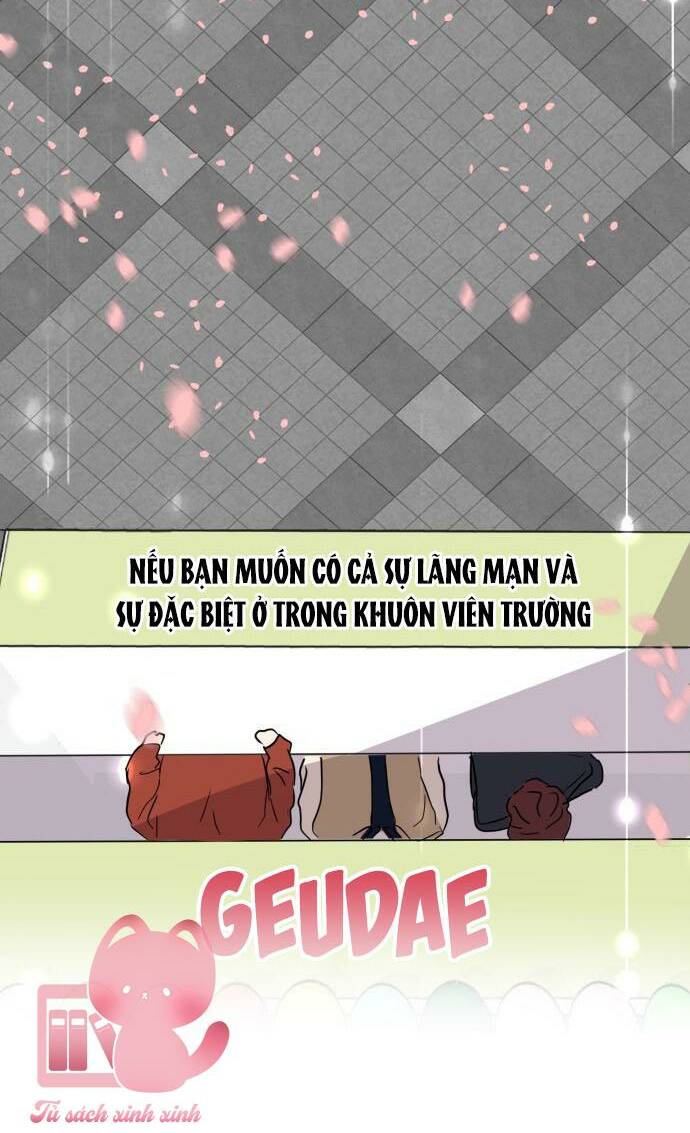 NẾU BẠN MUỐN CÓ CẢ SỰ LÃNG MẠN VÀ
SỰ ĐẶC BIỆT Ở TRONG KHUÔN VIÊN TRƯỜNG
GEUDAE
Tủ sách xinh xinh